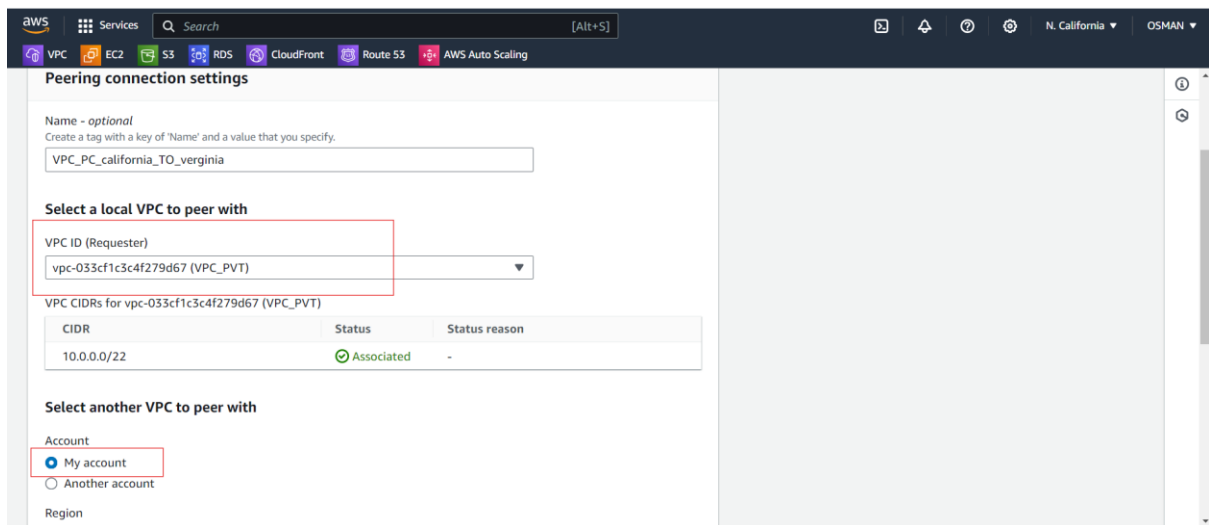 aws Services Search [Alt+S] N. California ▼ OSMAN ▼
VPC EC2 S3 RDS CloudFront Route 53 AWS Auto Scaling
Peering connection settings
Name - optional
Create a tag with a key of 'Name' and a value that you specify.
VPC_PC_california_TO_verginia
Select a local VPC to peer with
VPC ID (Requester)
vpc-033cf1c3c4f279d67 (VPC_PVT)
VPC CIDRs for vpc-033cf1c3c4f279d67 (VPC_PVT)
CIDR Status Status reason
10.0.0.0/22 Associated -
Select another VPC to peer with
Account
My account
Another account
Region